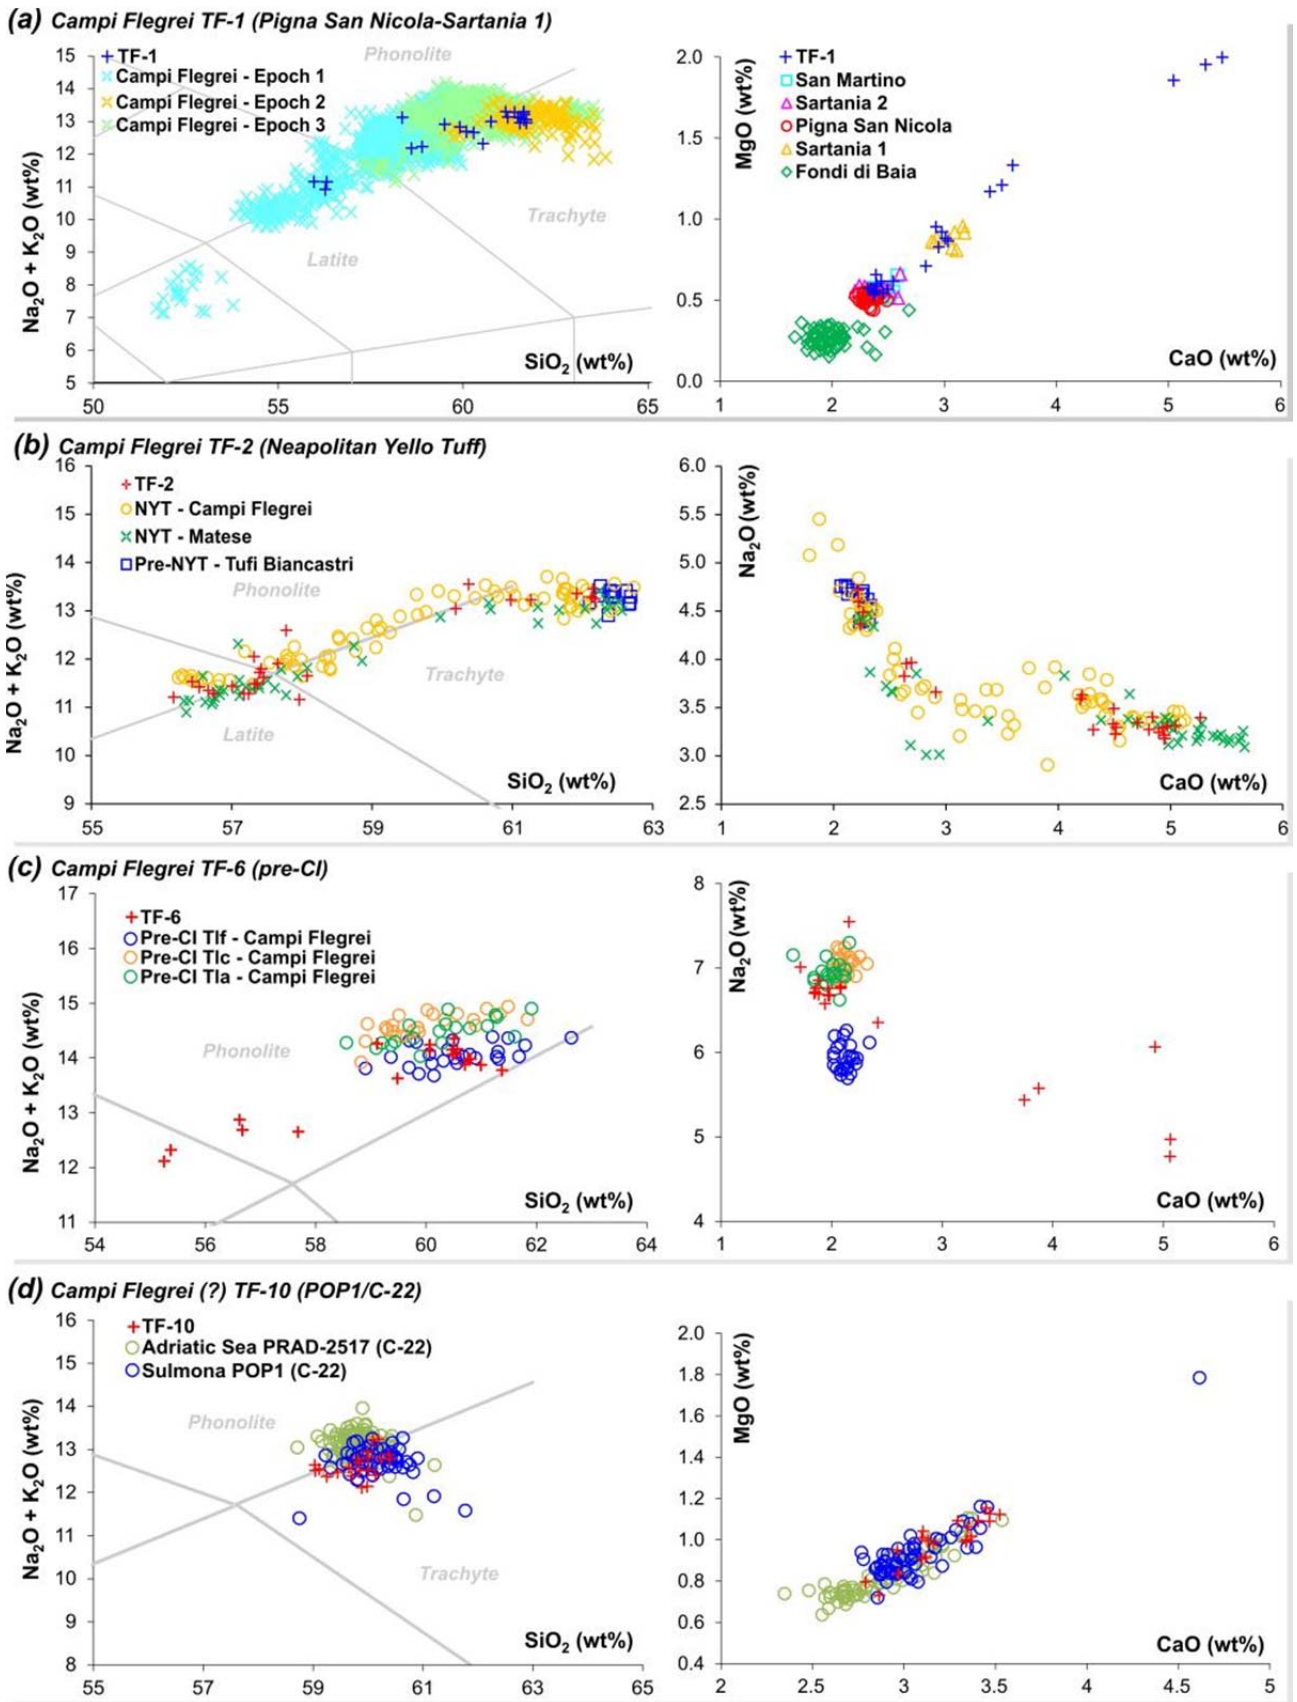 (a) Campi Flegrei TF-1 (Pigna San Nicola-Sartania 1)
15
14
13
12
11
10
9
8
7
6
5
Na2O + K2O (wt%)
TF-1
Campi Flegrei - Epoch 1
Campi Flegrei - Epoch 2
Campi Flegrei - Epoch 3
Phonolite
Trachyte
Latite
SiO2 (wt%)
50 55 60 65
2.0
1.5
1.0
0.5
0.0
MgO (wt%)
TF-1
San Martino
Sartania 2
Pigna San Nicola
Sartania 1
Fondi di Baia
CaO (wt%)
1 2 3 4 5 6
(b) Campi Flegrei TF-2 (Neapolitan Yello Tuff)
16
15
14
13
12
11
10
9
Na2O + K2O (wt%)
TF-2
NYT - Campi Flegrei
NYT - Matese
Pre-NYT - Tufi Biancastri
Phonolite
Trachyte
Latite
SiO2 (wt%)
55 57 59 61 63
6.0
5.5
5.0
4.5
4.0
3.5
3.0
2.5
Na2O (wt%)
CaO (wt%)
1 2 3 4 5 6
(c) Campi Flegrei TF-6 (pre-CI)
17
16
15
14
13
12
11
Na2O + K2O (wt%)
TF-6
Pre-CI Tlf - Campi Flegrei
Pre-CI Tlc - Campi Flegrei
Pre-CI Tla - Campi Flegrei
Phonolite
SiO2 (wt%)
54 56 58 60 62 64
8
7
6
5
4
Na2O (wt%)
CaO (wt%)
1 2 3 4 5 6
(d) Campi Flegrei (?) TF-10 (POP1/C-22)
16
15
14
13
12
11
10
9
8
Na2O + K2O (wt%)
TF-10
Adriatic Sea PRAD-2517 (C-22)
Sulmona POP1 (C-22)
Phonolite
Trachyte
SiO2 (wt%)
55 57 59 61 63 65
2.0
1.8
1.6
1.4
1.2
1.0
0.8
0.6
0.4
MgO (wt%)
CaO (wt%)
2 2.5 3 3.5 4 4.5 5